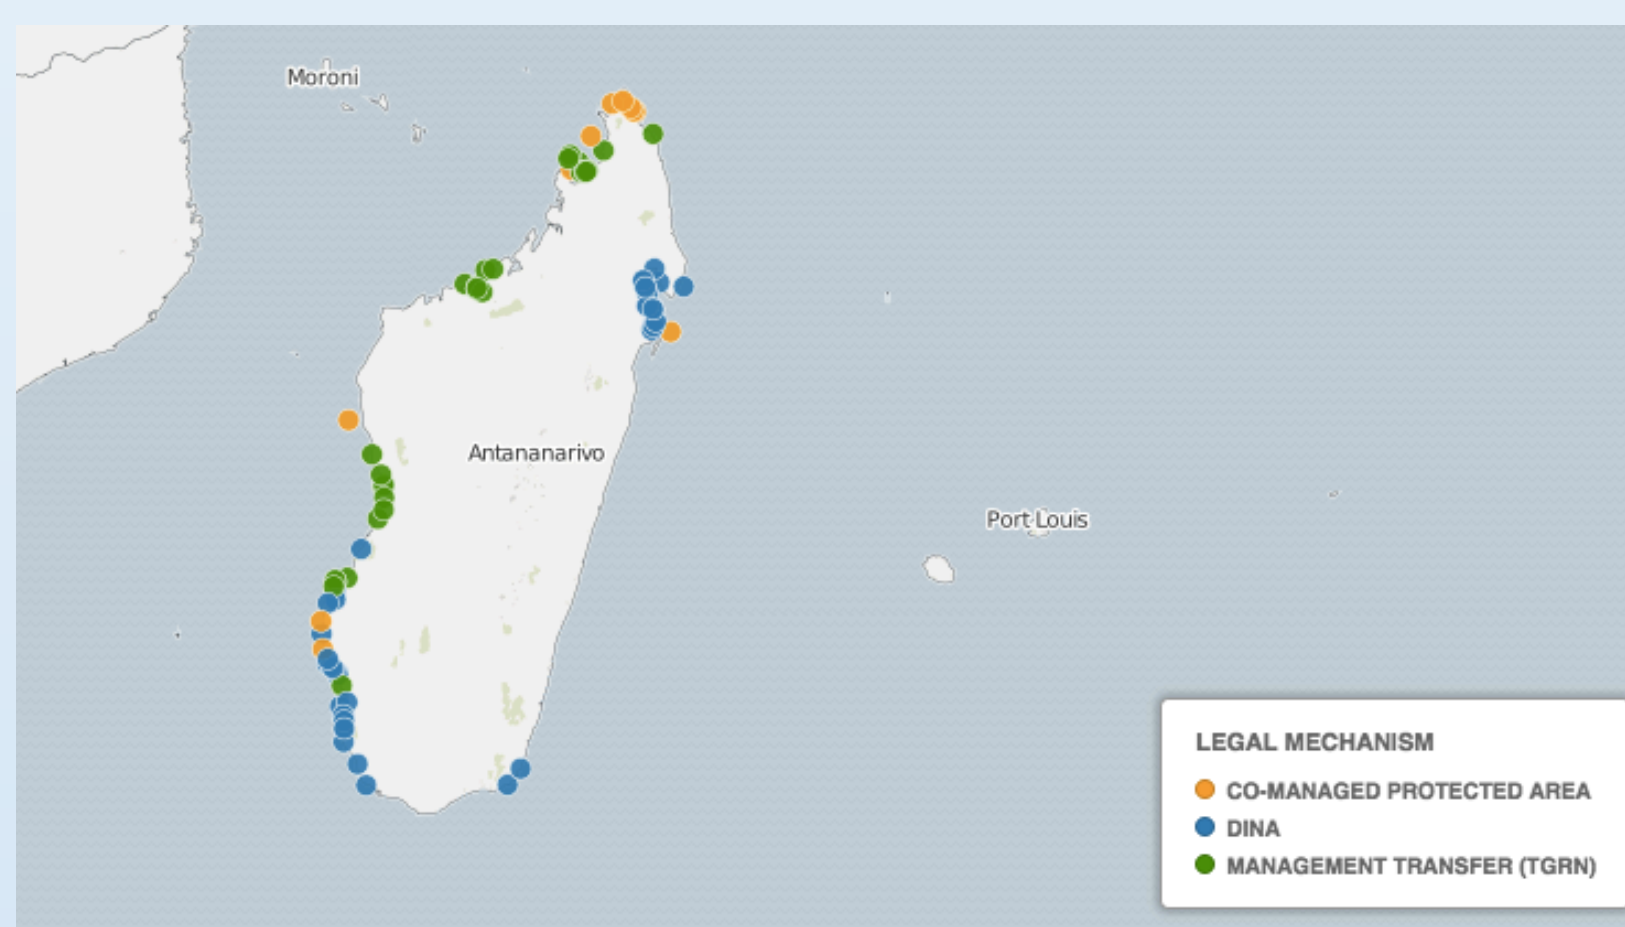 Moroni
Antananarivo
Port Louis
LEGAL MECHANISM
CO-MANAGED PROTECTED AREA
DINA
MANAGEMENT TRANSFER (TGRN)